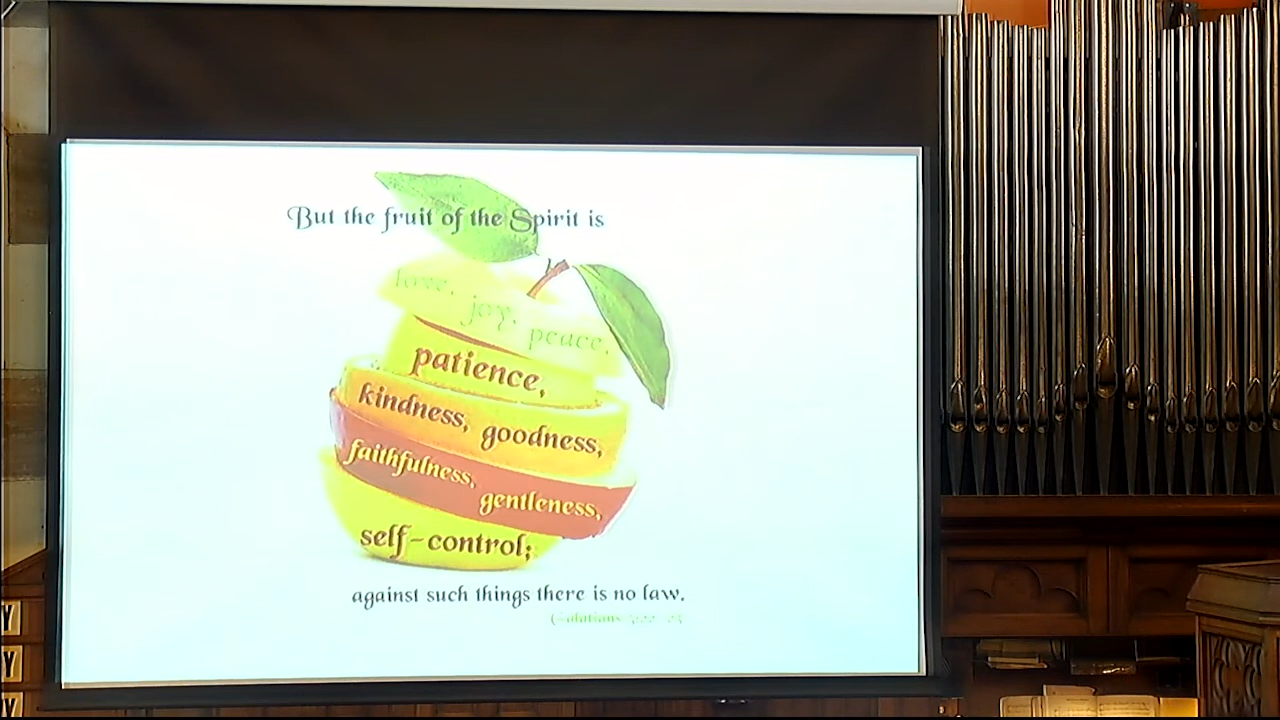 But the fruit of the Spirit is
love,
joy,
peace,
patience,
kindness, goodness,
faithfulness,
gentleness,
self-control;
against such things there is no law.
Y
Y
Y